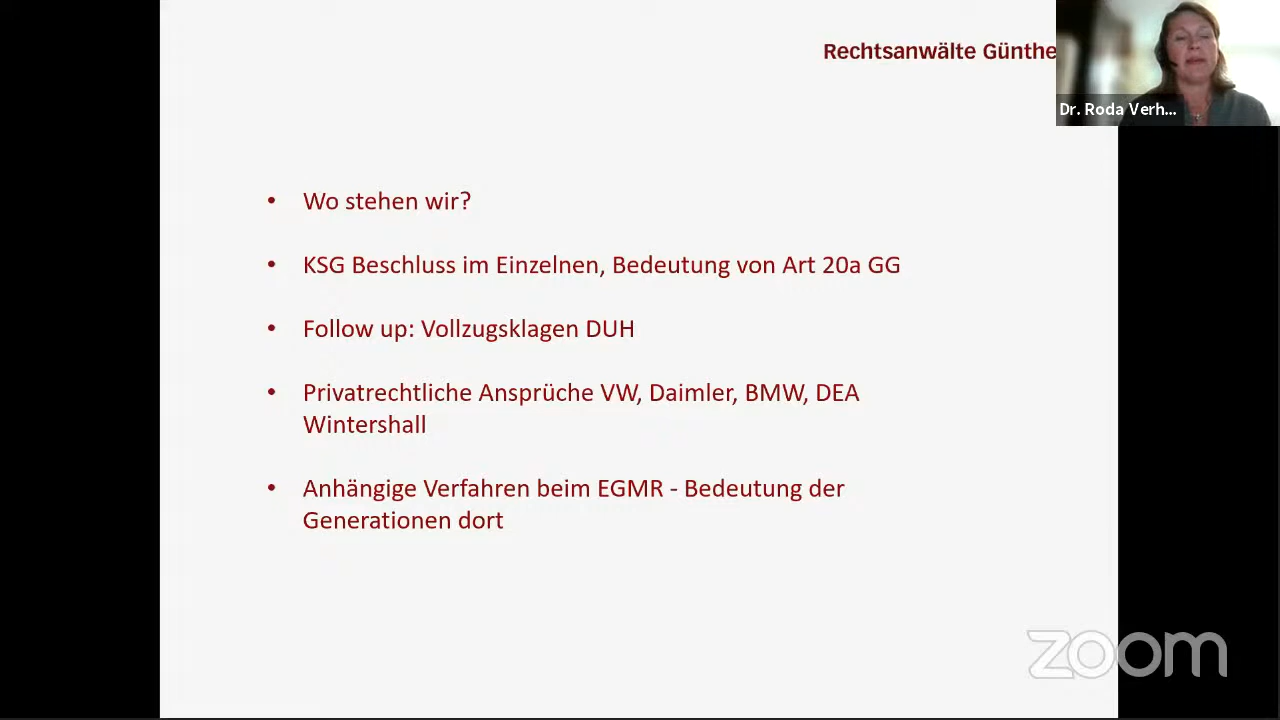 Rechtsanwälte Günthe
Dr. Roda Verh...
• Wo stehen wir?
• KSG Beschluss im Einzelnen, Bedeutung von Art 20a GG
• Follow up: Vollzugsklagen DUH
• Privatrechtliche Ansprüche VW, Daimler, BMW, DEA
Wintershall
• Anhängige Verfahren beim EGMR - Bedeutung der
Generationen dort
zoom